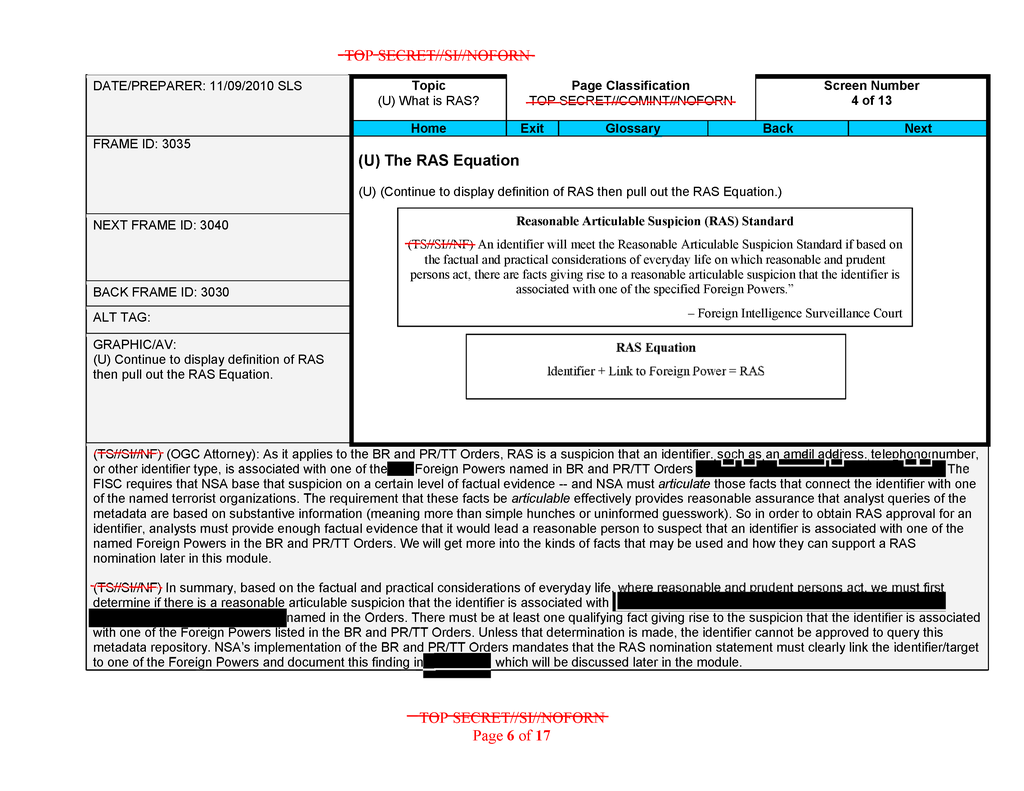 TOP SECRET//SI//NOFORN
DATE/PREPARER: 11/09/2010 SLS
Topic
(U) What is RAS?
Page Classification
TOP SECRET//COMINT//NOFORN
Screen Number
4 of 13
Home Exit Glossary Back Next
FRAME ID: 3035
NEXT FRAME ID: 3040
BACK FRAME ID: 3030
ALT TAG:
GRAPHIC/AV:
(U) Continue to display definition of RAS
then pull out the RAS Equation.
(U) The RAS Equation
(U) (Continue to display definition of RAS then pull out the RAS Equation.)
Reasonable Articulable Suspicion (RAS) Standard
(TS//SI//NF) An identifier will meet the Reasonable Articulable Suspicion Standard if based on
the factual and practical considerations of everyday life on which reasonable and prudent
persons act, there are facts giving rise to a reasonable articulable suspicion that the identifier is
associated with one of the specified Foreign Powers.”
– Foreign Intelligence Surveillance Court
RAS Equation
Identifier + Link to Foreign Power = RAS
(TS//SI//NF) (OGC Attorney): As it applies to the BR and PR/TT Orders, RAS is a suspicion that an identifier, such as an email address, telephone number,
or other identifier type, is associated with one of the Foreign Powers named in BR and PR/TT Orders The
FISC requires that NSA base that suspicion on a certain level of factual evidence -- and NSA must articulate those facts that connect the identifier with one
of the named terrorist organizations. The requirement that these facts be articulable effectively provides reasonable assurance that analyst queries of the
metadata are based on substantive information (meaning more than simple hunches or uninformed guesswork). So in order to obtain RAS approval for an
identifier, analysts must provide enough factual evidence that it would lead a reasonable person to suspect that an identifier is associated with one of the
named Foreign Powers in the BR and PR/TT Orders. We will get more into the kinds of facts that may be used and how they can support a RAS
nomination later in this module.
(TS//SI//NF) In summary, based on the factual and practical considerations of everyday life, where reasonable and prudent persons act, we must first
determine if there is a reasonable articulable suspicion that the identifier is associated with
named in the Orders. There must be at least one qualifying fact giving rise to the suspicion that the identifier is associated
with one of the Foreign Powers listed in the BR and PR/TT Orders. Unless that determination is made, the identifier cannot be approved to query this
metadata repository. NSA’s implementation of the BR and PR/TT Orders mandates that the RAS nomination statement must clearly link the identifier/target
to one of the Foreign Powers and document this finding in which will be discussed later in the module.
TOP SECRET//SI//NOFORN
Page 6 of 17